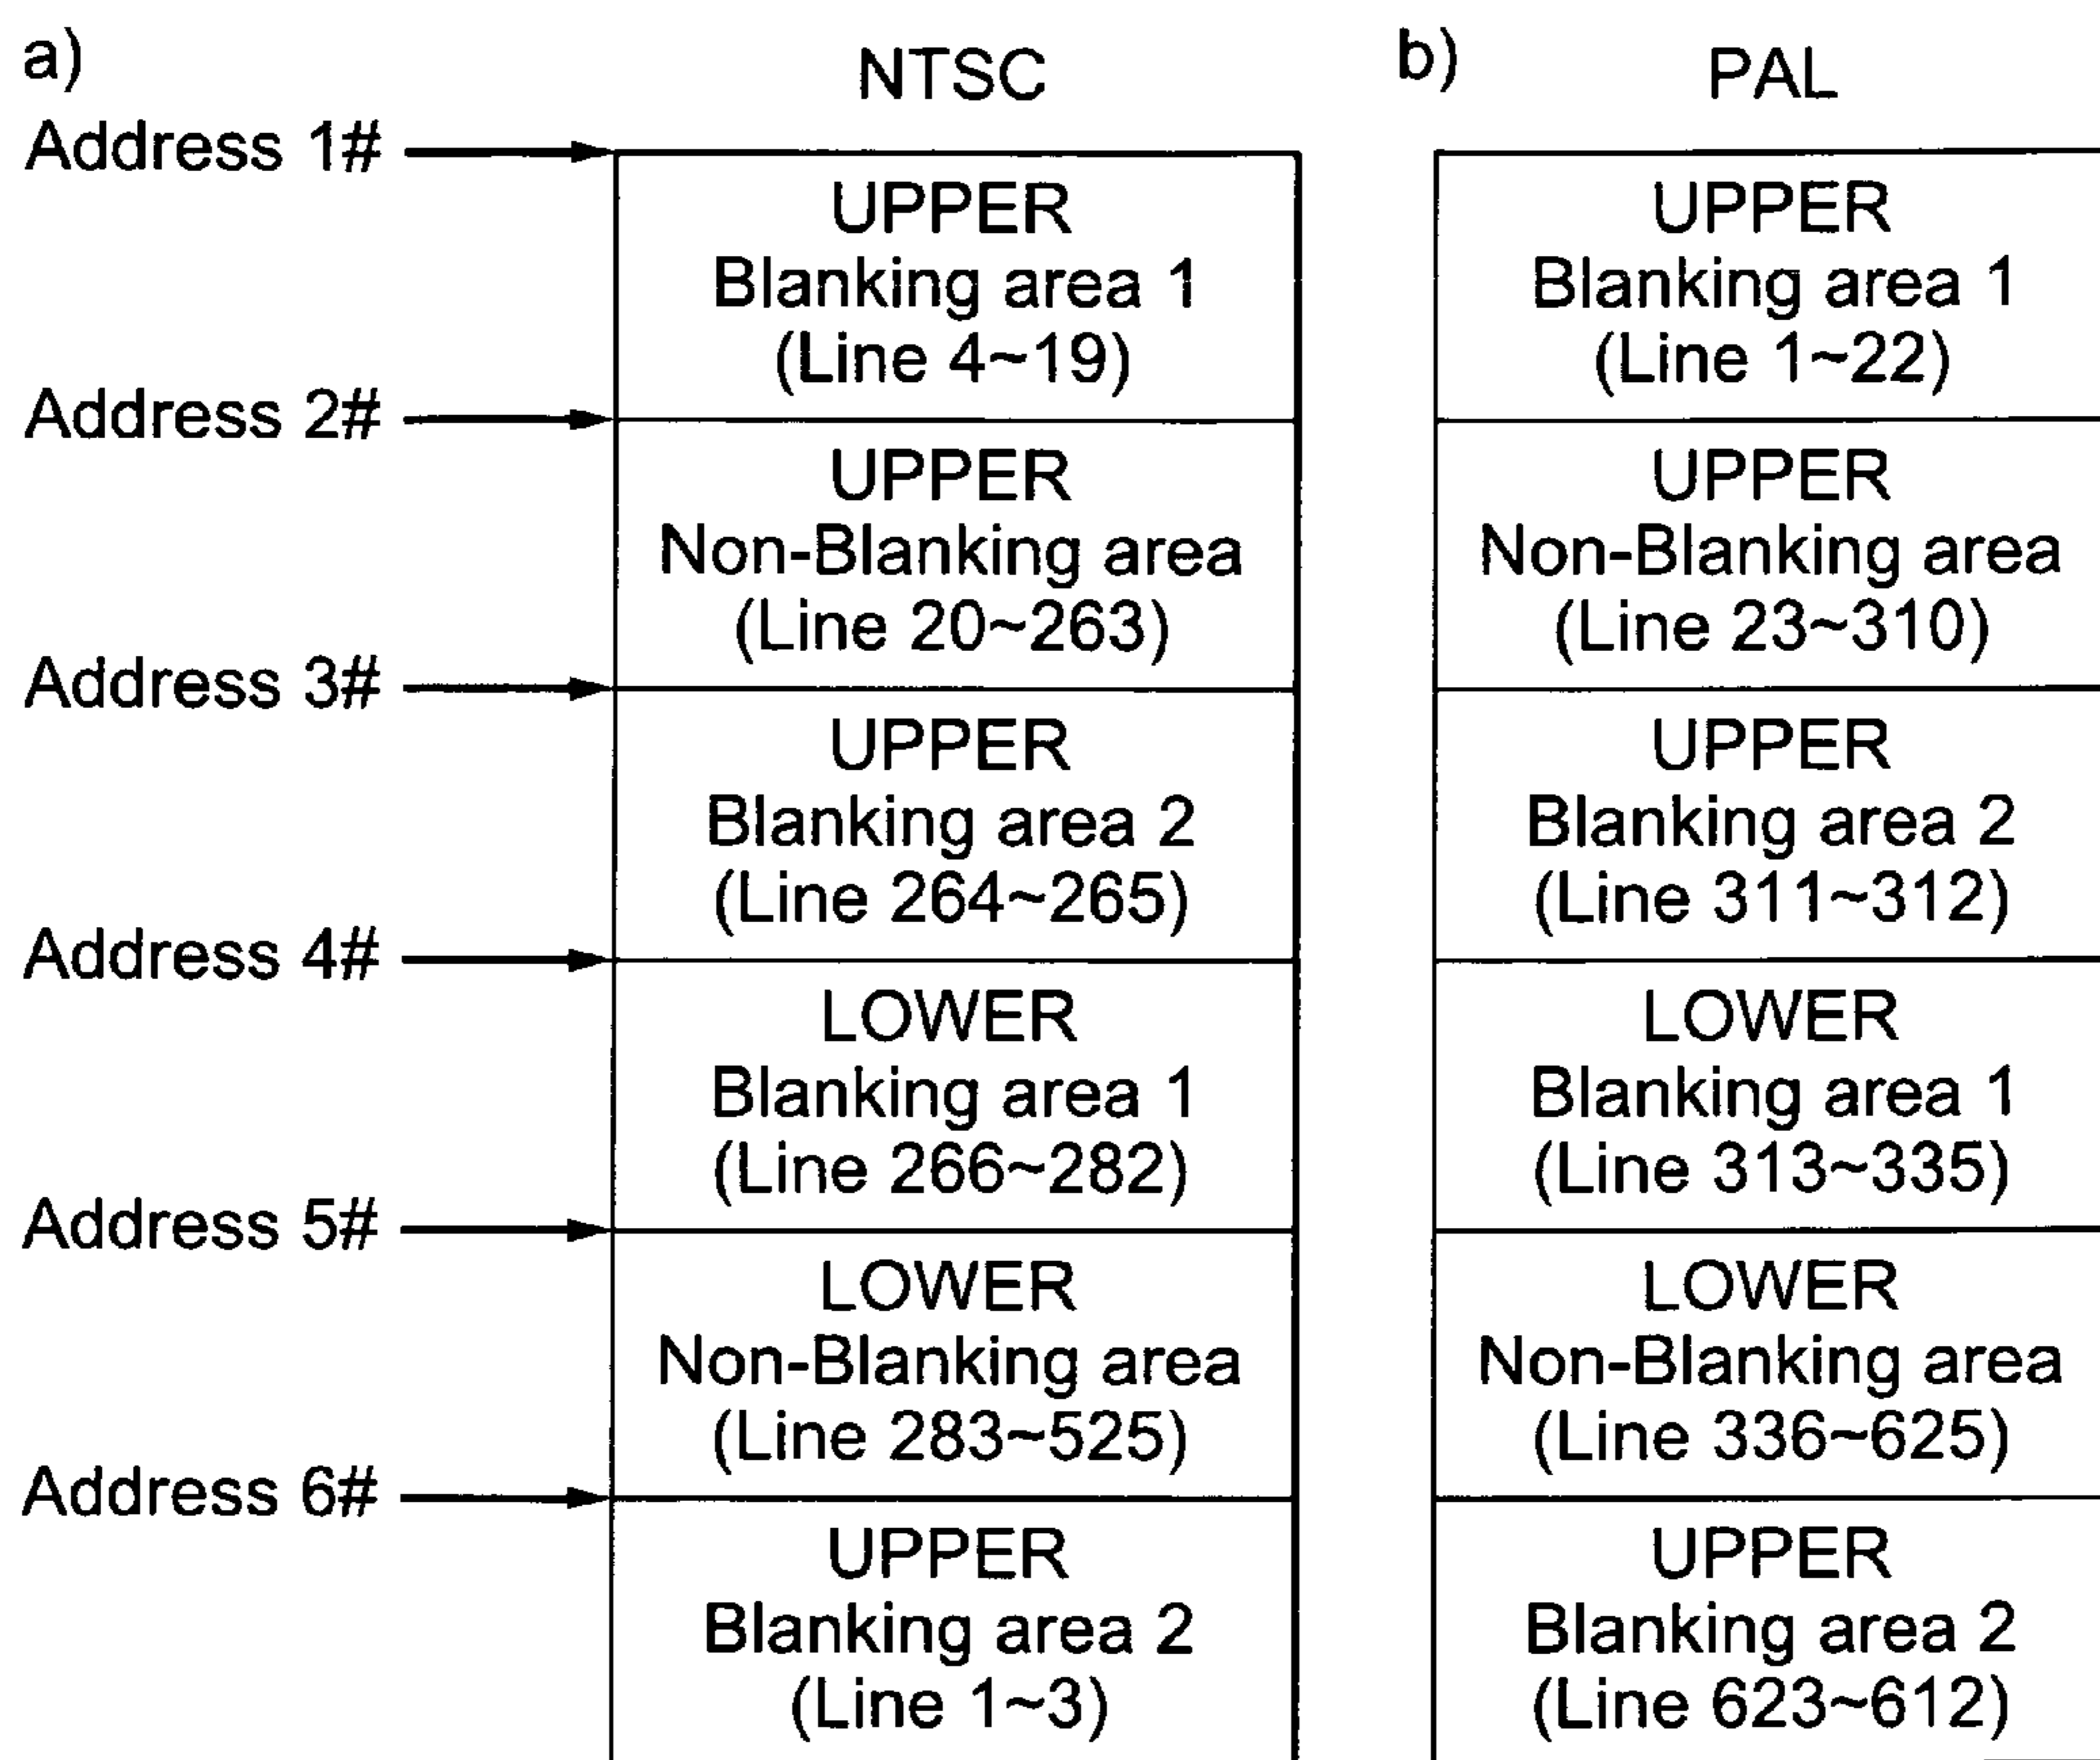 a)
NTSC
Address 1#
UPPER
Blanking area 1
(Line 4~19)
Address 2#
UPPER
Non-Blanking area
(Line 20~263)
Address 3#
UPPER
Blanking area 2
(Line 264~265)
Address 4#
LOWER
Blanking area 1
(Line 266~282)
Address 5#
LOWER
Non-Blanking area
(Line 283~525)
Address 6#
UPPER
Blanking area 2
(Line 1~3)
b)
PAL
UPPER
Blanking area 1
(Line 1~22)
UPPER
Non-Blanking area
(Line 23~310)
UPPER
Blanking area 2
(Line 311~312)
LOWER
Blanking area 1
(Line 313~335)
LOWER
Non-Blanking area
(Line 336~625)
UPPER
Blanking area 2
(Line 623~612)